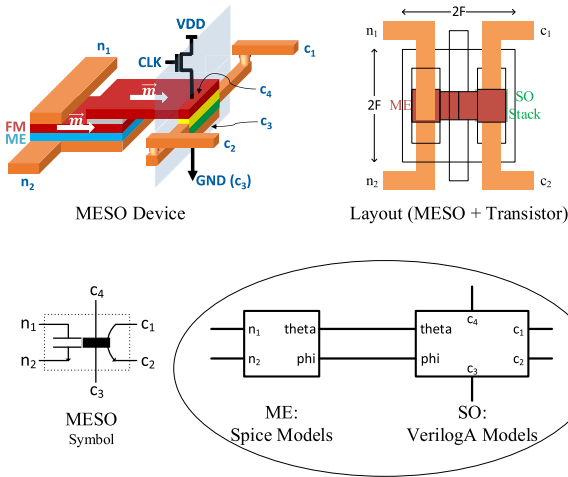 VDD
n1
CLK
c1
m
c4
FM
m
ME
c3
c2
n2
GND (c3)
MESO Device
2F
n1
c1
2F
ME
SO
Stack
n2
c2
Layout (MESO + Transistor)
c4
n1
c1
n2
c2
c3
MESO
Symbol
n1
theta
n2
phi
ME:
Spice Models
c4
theta
c1
phi
c2
c3
SO:
VerilogA Models